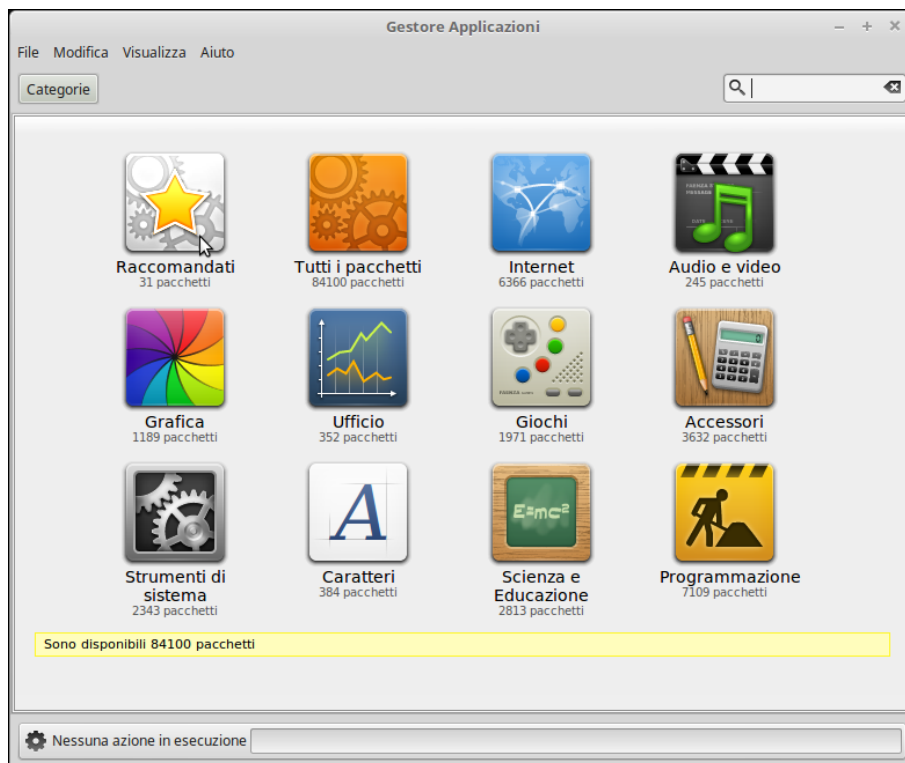 Gestore Applicazioni
File Modifica Visualizza Aiuto
Categorie
Raccomandati
31 pacchetti
Tutti i pacchetti
84100 pacchetti
Internet
6366 pacchetti
Audio e video
245 pacchetti
Grafica
1189 pacchetti
Ufficio
352 pacchetti
Giochi
1971 pacchetti
Accessori
3632 pacchetti
Strumenti di
sistema
2343 pacchetti
A
Caratteri
384 pacchetti
E=mc²
Scienza e
Educazione
2813 pacchetti
Programmazione
7109 pacchetti
Sono disponibili 84100 pacchetti
Nessuna azione in esecuzione